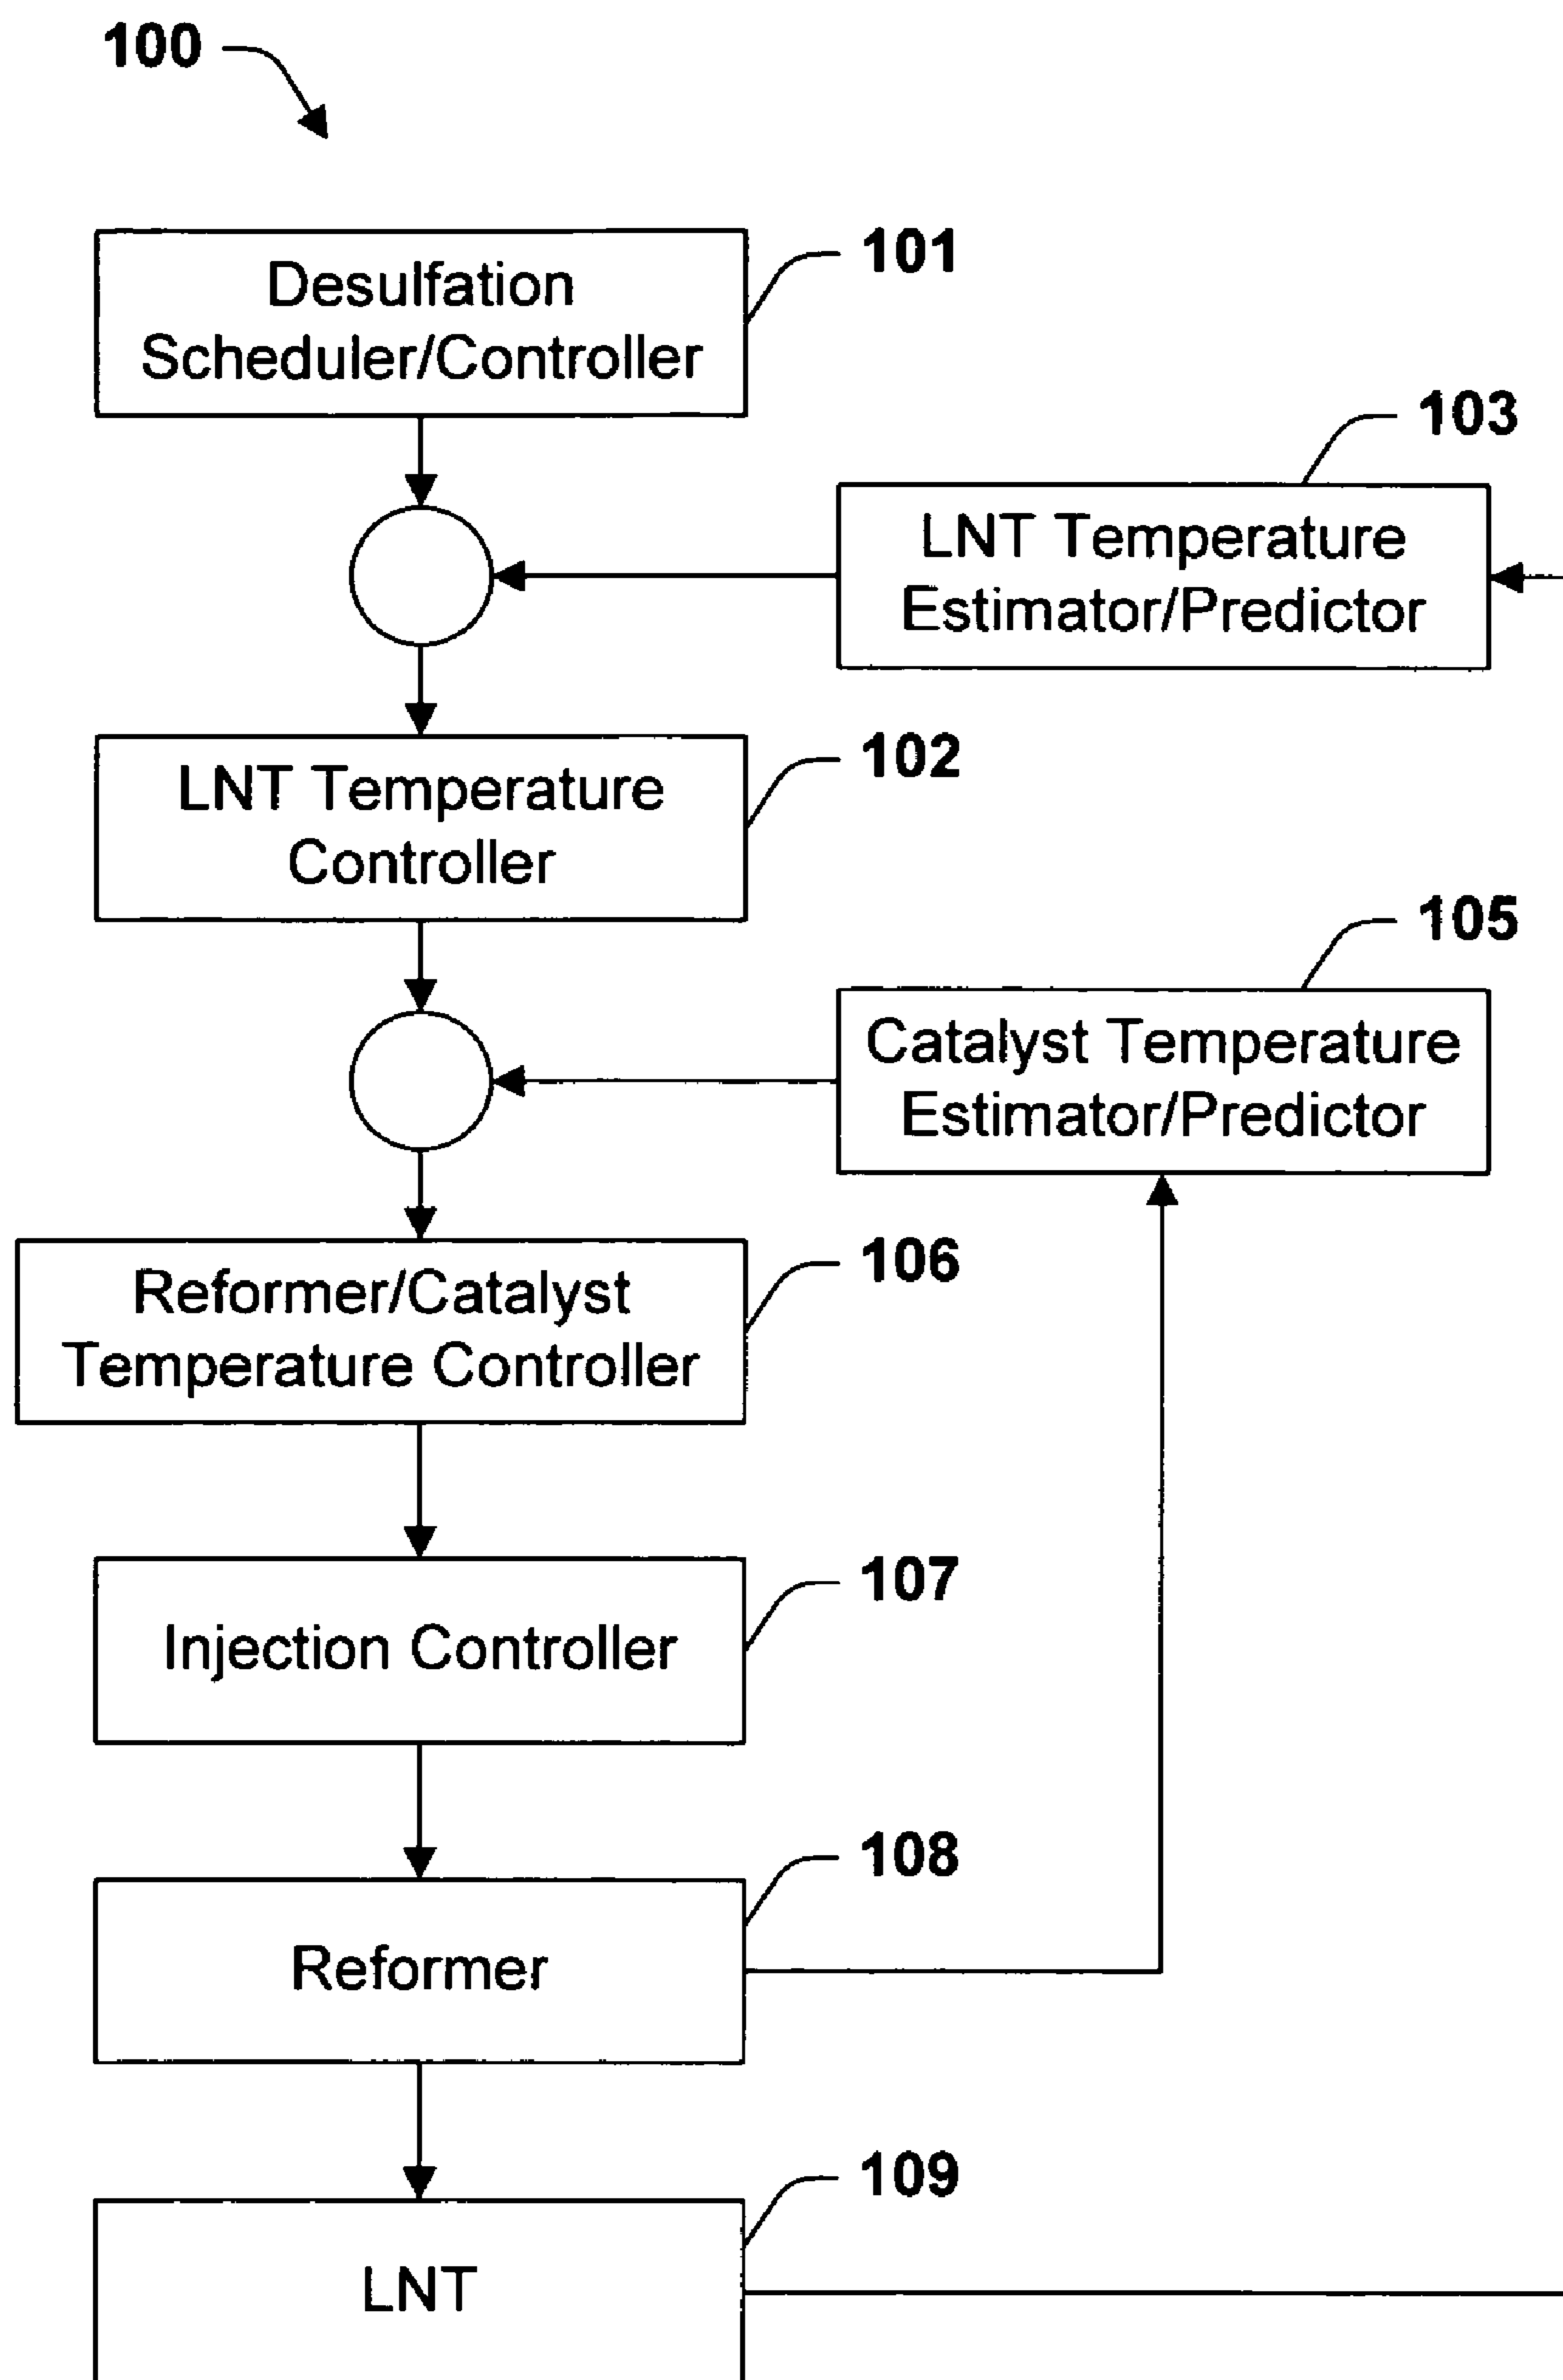 100
Desulfation
Scheduler/Controller
101
LNT Temperature
Estimator/Predictor
103
LNT Temperature
Controller
102
Catalyst Temperature
Estimator/Predictor
105
Reformer/Catalyst
Temperature Controller
106
Injection Controller
107
Reformer
108
LNT
109